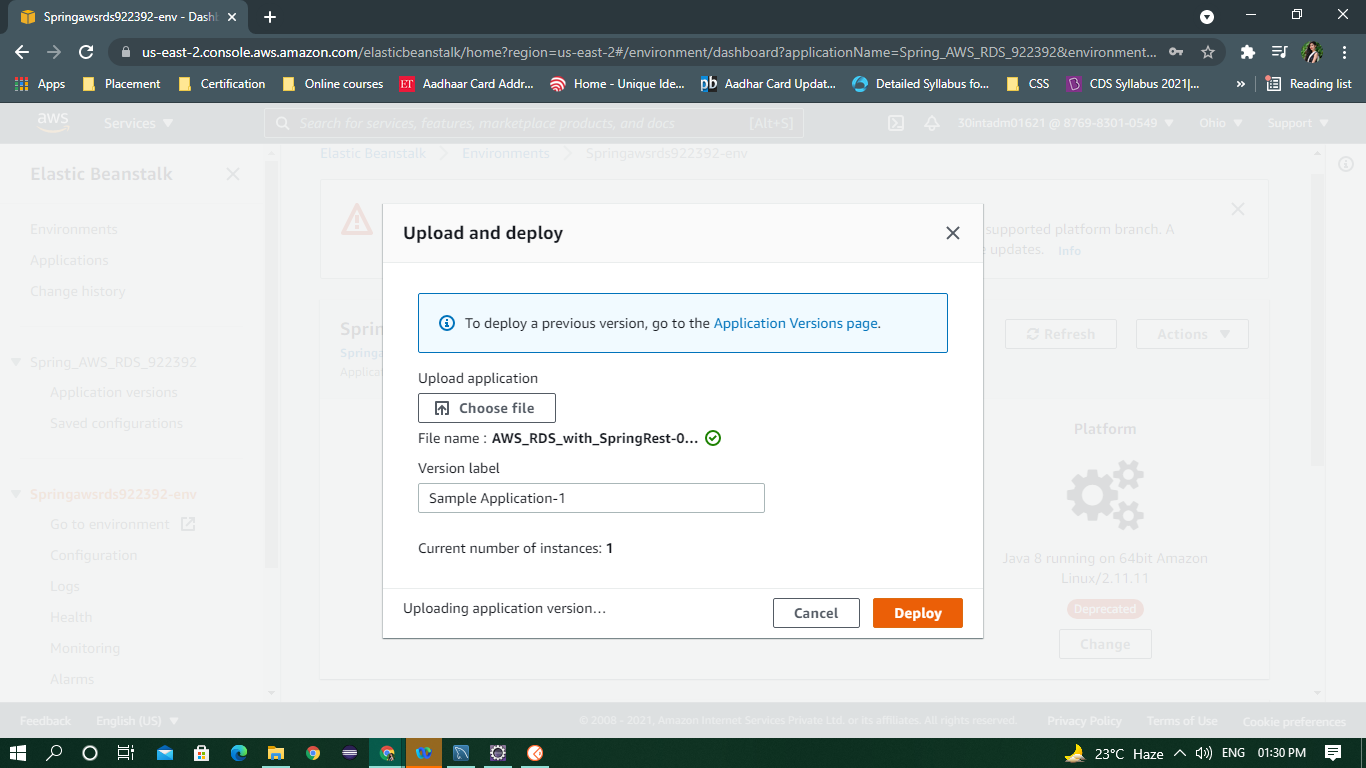 Springawsrds922392-env - Dashb
us-east-2.console.aws.amazon.com/elasticbeanstalk/home?region=us-east-2#/environment/dashboard?applicationName=Spring_AWS_RDS_922392&environment...
Apps Placement Certification Online courses ET Aadhaar Card Addr... Home - Unique Ide... pb Aadhar Card Updat... Detailed Syllabus fo... CSS CDS Syllabus 2021|... » Reading list
aws Services Search for services, features, marketplace products, and docs [Alt+S] 30intadm01621 @ 8769-8301-0549 Ohio Support
Elastic Beanstalk Environments Springawsrds922392-env
Elastic Beanstalk
Environments
Applications
Change history
Spring_AWS_RDS_922392
Application versions
Saved configurations
Springawsrds922392-env
Go to environment
Configuration
Logs
Health
Monitoring
Alarms
supported platform branch. A
updates. Info
Sprin
Springa
Applicat
Refresh Actions
Platform
Java 8 running on 64bit Amazon
Linux/2.11.11
Deprecated
Change
Upload and deploy
To deploy a previous version, go to the Application Versions page.
Upload application
Choose file
File name : AWS_RDS_with_SpringRest-0...
Version label
Sample Application-1
Current number of instances: 1
Uploading application version...
Cancel Deploy
Feedback English (US) © 2008 - 2021, Amazon Internet Services Private Ltd. or its affiliates. All rights reserved. Privacy Policy Terms of Use Cookie preferences
23°C Haze ENG 01:30 PM